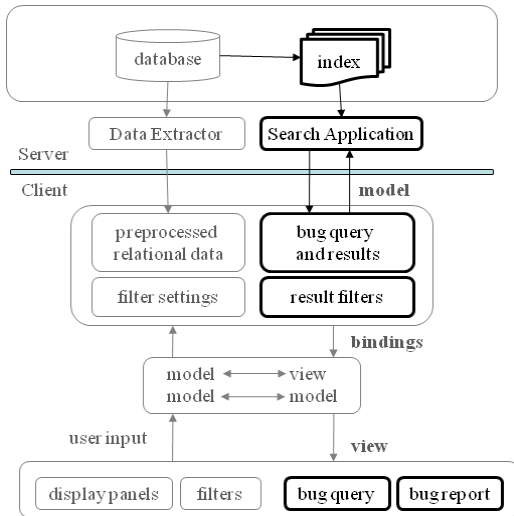 database
index
Data Extractor
Search Application
Server
Client
model
preprocessed
relational data
bug query
and results
filter settings
result filters
bindings
model view
model model
user input
view
display panels
filters
bug query
bug report